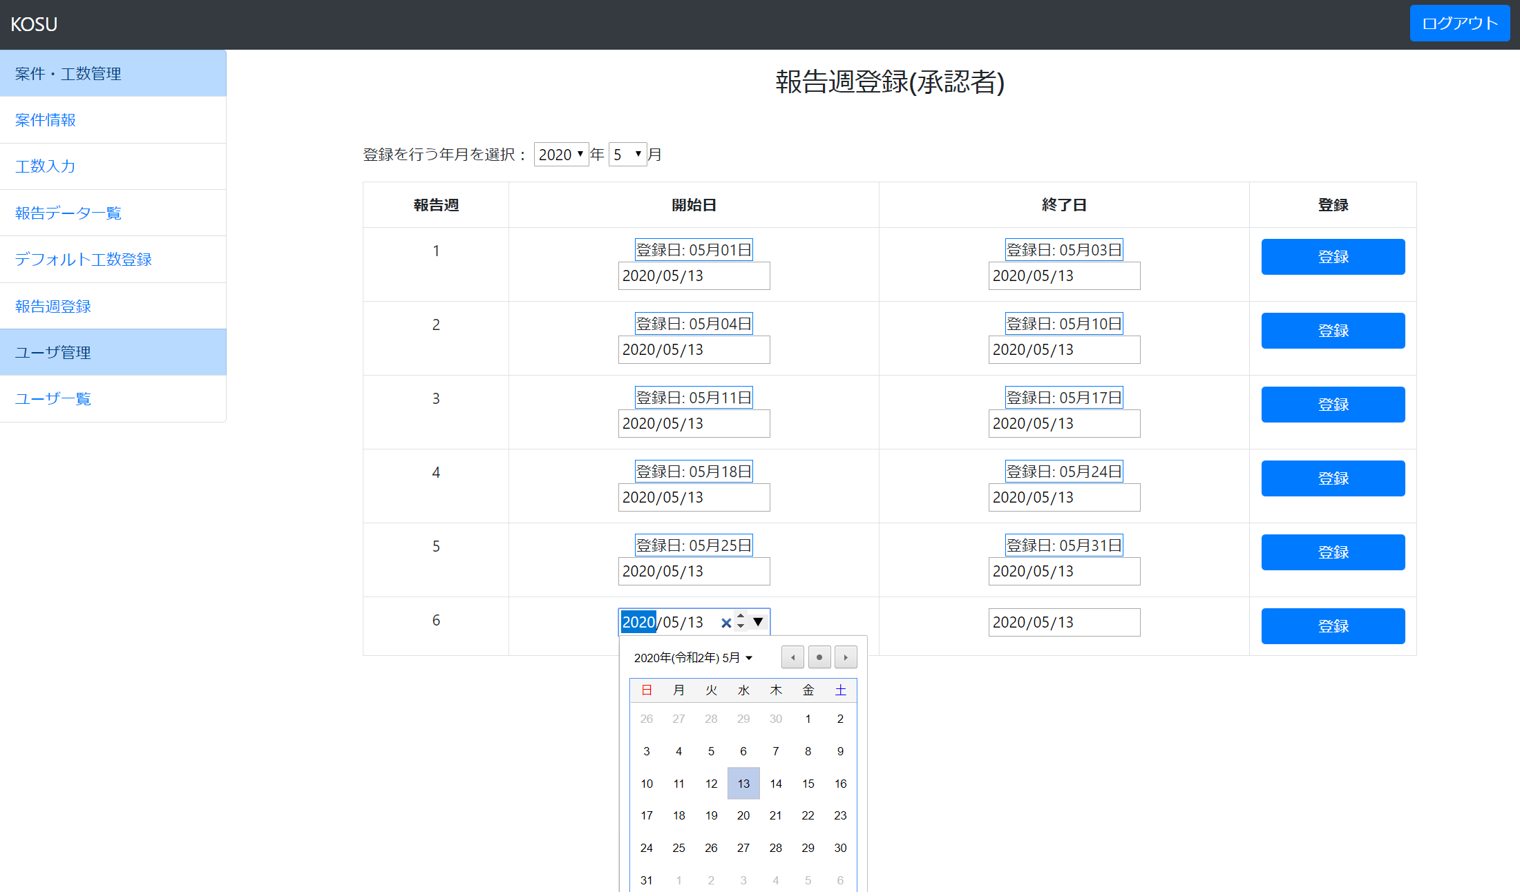 KOSU
ログアウト
案件・工数管理
案件情報
工数入力
報告データ一覧
デフォルト工数登録
報告週登録
ユーザ管理
ユーザ一覧
報告週登録(承認者)
登録を行う年月を選択： 2020 年 5 月
報告週 開始日 終了日 登録
1 登録日: 05月01日 登録日: 05月03日 登録
2020/05/13 2020/05/13
2 登録日: 05月04日 登録日: 05月10日 登録
2020/05/13 2020/05/13
3 登録日: 05月11日 登録日: 05月17日 登録
2020/05/13 2020/05/13
4 登録日: 05月18日 登録日: 05月24日 登録
2020/05/13 2020/05/13
5 登録日: 05月25日 登録日: 05月31日 登録
2020/05/13 2020/05/13
6 2020/05/13 2020/05/13 登録
2020年(令和2年) 5月
日 月 火 水 木 金 土
26 27 28 29 30 1 2
3 4 5 6 7 8 9
10 11 12 13 14 15 16
17 18 19 20 21 22 23
24 25 26 27 28 29 30
31 1 2 3 4 5 6